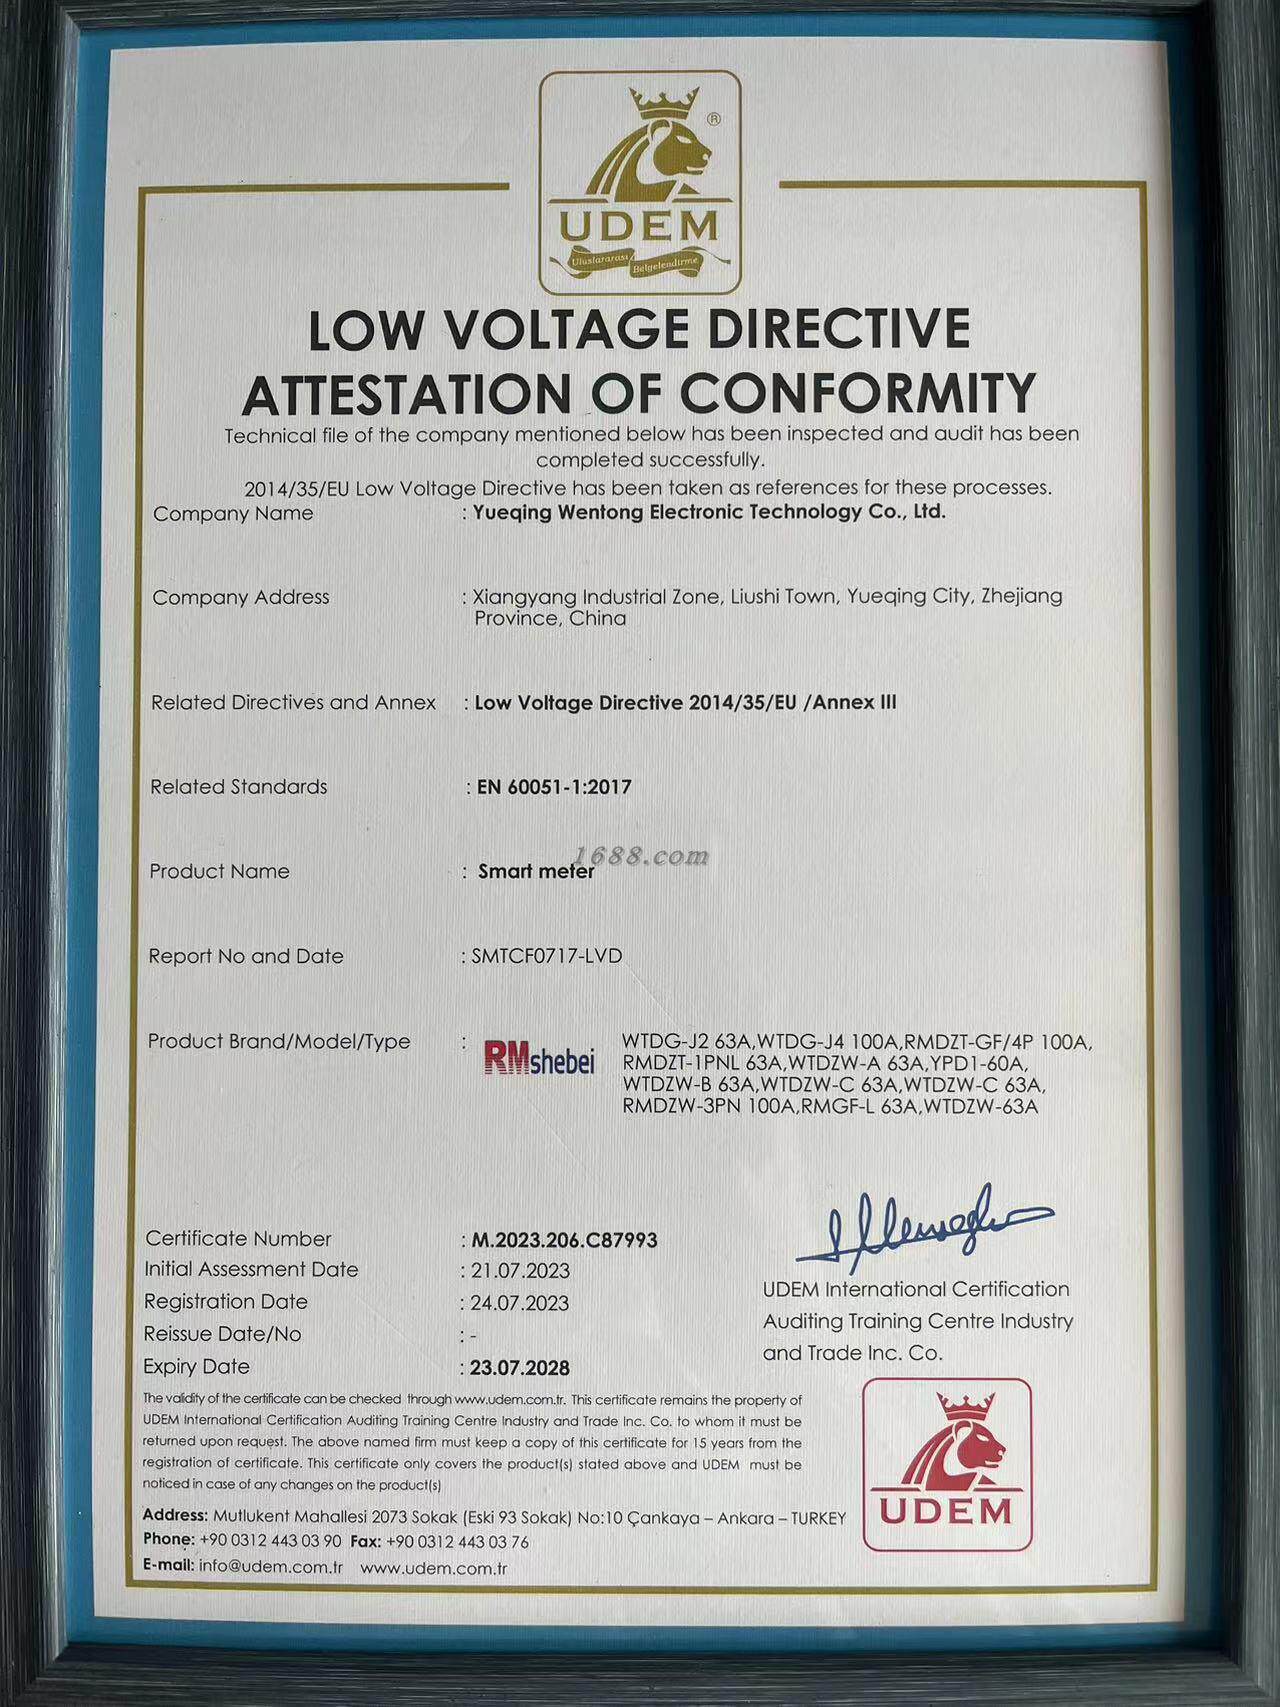 ®
UDEM
Uluslararası Belgelendirme
LOW VOLTAGE DIRECTIVE
ATTESTATION OF CONFORMITY
Technical file of the company mentioned below has been inspected and audit has been
completed successfully.
2014/35/EU Low Voltage Directive has been taken as references for these processes.
Company Name : Yueqing Wentong Electronic Technology Co., Ltd.
Company Address : Xiangyang Industrial Zone, Liushi Town, Yueqing City, Zhejiang
Province, China
Related Directives and Annex : Low Voltage Directive 2014/35/EU /Annex III
Related Standards : EN 60051-1:2017
1688.com
Product Name : Smart meter
Report No and Date : SMTCF0717-LVD
Product Brand/Model/Type : RMshebei WTDG-J2 63A,WTDG-J4 100A,RMDZT-GF/4P 100A,
RMDZT-1PNL 63A,WTDZW-A 63A,YPD1-60A,
WTDZW-B 63A,WTDZW-C 63A,WTDZW-C 63A,
RMDZW-3PN 100A,RMGF-L 63A,WTDZW-63A
Certificate Number : M.2023.206.C87993
Initial Assessment Date : 21.07.2023
Registration Date : 24.07.2023
Reissue Date/No : -
Expiry Date : 23.07.2028
UDEM International Certification
Auditing Training Centre Industry
and Trade Inc. Co.
The validity of the certificate can be checked through www.udem.com.tr. This certificate remains the property of
UDEM International Certification Auditing Training Centre Industry and Trade Inc. Co. to whom it must be
returned upon request. The above named firm must keep a copy of this certificate for 15 years from the
registration of certificate. This certificate only covers the product(s) stated above and UDEM must be
noticed in case of any changes on the product(s)
UDEM
Address: Mutlukent Mahallesi 2073 Sokak (Eski 93 Sokak) No:10 Çankaya – Ankara – TURKEY
Phone: +90 0312 443 03 90 Fax: +90 0312 443 03 76
E-mail: info@udem.com.tr www.udem.com.tr